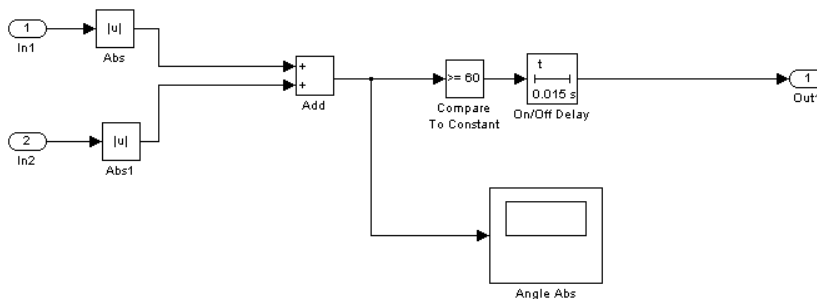 1
In1
|u|
Abs
2
In2
|u|
Abs1
+
+
Add
>= 60
Compare
To Constant
t
0.015 s
On/Off Delay
1
Out1
Angle Abs